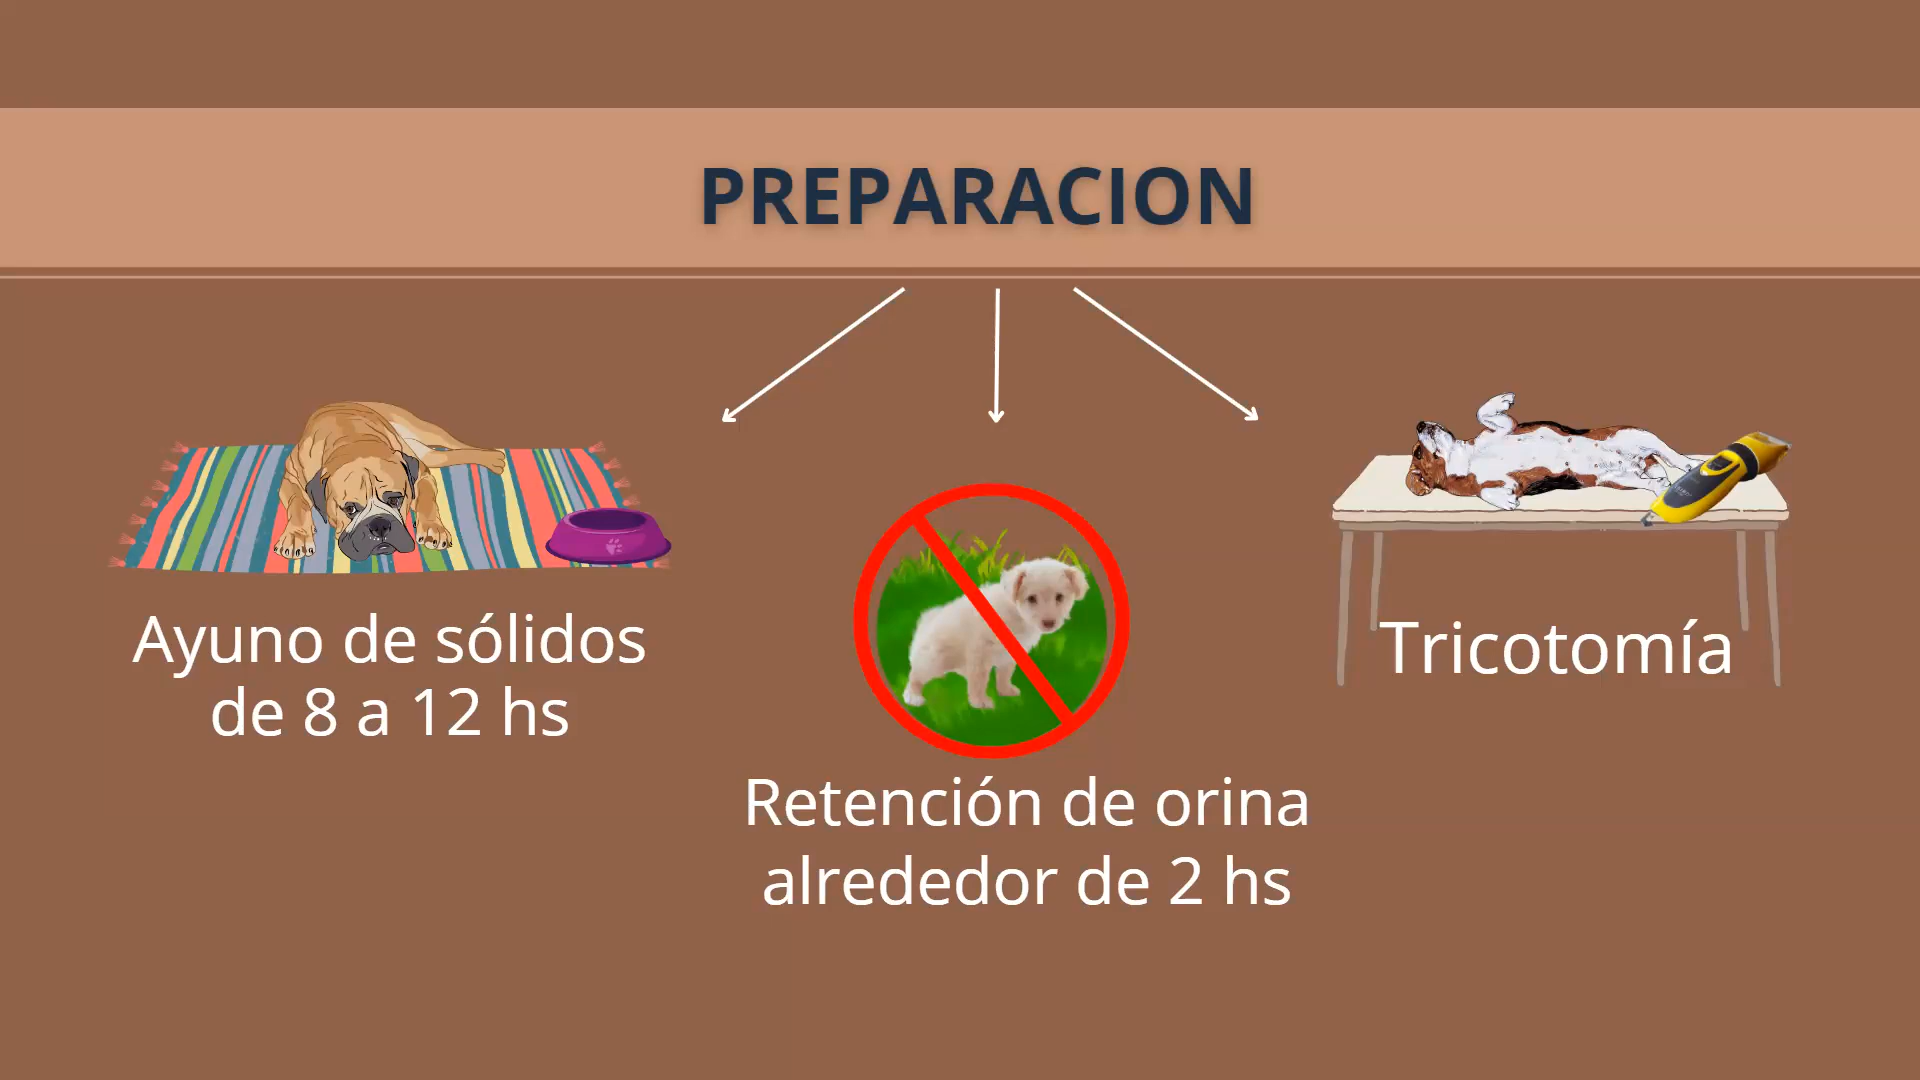 PREPARACION
Ayuno de sólidos
de 8 a 12 hs
Retención de orina
alrededor de 2 hs
Tricotomía